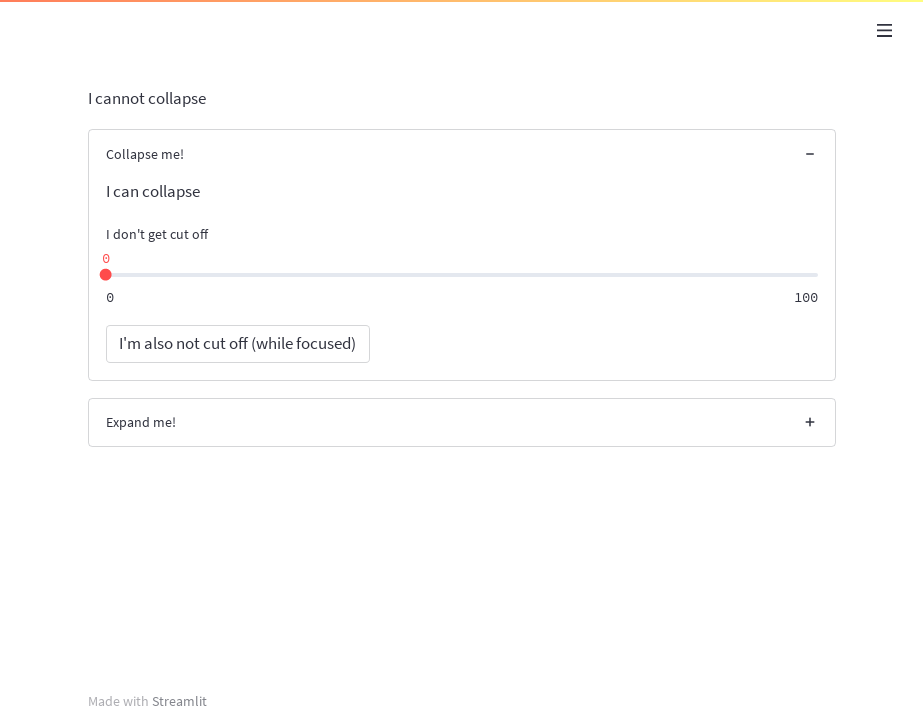 I cannot collapse
Collapse me!
I can collapse
I don't get cut off
0
0 100
I'm also not cut off (while focused)
Expand me!
Made with Streamlit